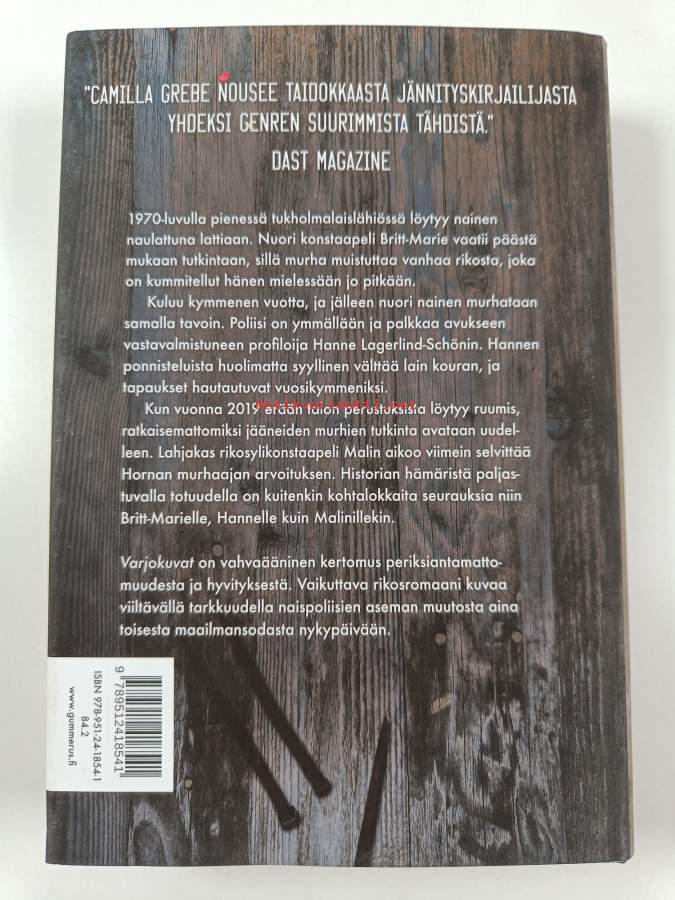 "CAMILLA GREBE NOUSEE TAIDOKKAASTA JÄNNITYSKIRJAILIJASTA
YHDEKSI GENREN SUURIMMISTA TÄHDISTÄ."
DAST MAGAZINE
1970-luvulla pienessä tukholmalaislähiössä löytyy nainen
naulattuna lattiaan. Nuori konstaapeli Britt-Marie vaatii päästä
mukaan tutkintaan, sillä murha muistuttaa vanhaa rikosta, joka
on kummitellut hänen mielessään jo pitkään.
Kuluu kymmenen vuotta, ja jälleen nuori nainen murhataan
samalla tavoin. Poliisi on ymmällään ja palkkaa avukseen
vastavalmistuneen profiloija Hanne Lagerlind-Schönin. Hannen
ponnisteluista huolimatta syyllinen välttää lain kouran, ja
tapaukset hautautuvat vuosikymmeniksi.
Kun vuonna 2019 erään talon perustuksista löytyy ruumis,
ratkaisemattomiksi jääneiden murhien tutkinta avataan uudel-
leen. Lahjakas rikosylikonstaapeli Malin aikoo viimein selvittää
Hornan murhaajan arvoituksen. Historian hämäristä paljas-
tuvalla totuudella on kuitenkin kohtalokkaita seurauksia niin
Britt-Marielle, Hannelle kuin Malinillekin.
Varjokuvat on vahvaääninen kertomus periksiantamatto-
muudesta ja hyvityksestä. Vaikuttava rikosromaani kuvaa
viiltävällä tarkkuudella naispoliisien aseman muutosta aina
toisesta maailmansodasta nykypäivään.
9 789512 418541
ISBN 978-951-24-1854-1
84.2
www.gummerus.fi